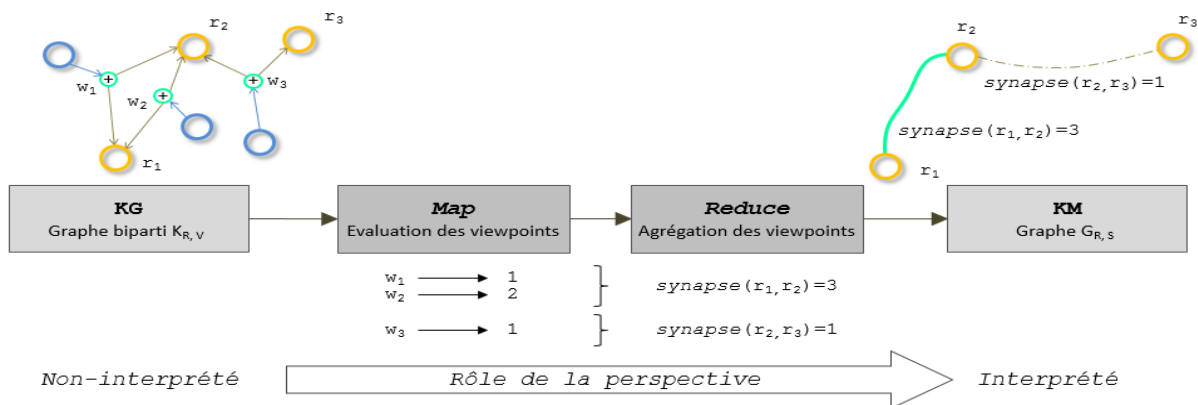 r₂
r₃
w₁
w₂
w₃
r₁
+
+
+
r₂
r₃
synapse(r₂,r₃)=1
synapse(r₁,r₂)=3
r₁
KG
Graphe biparti K_R,V
Map
Evaluation des viewpoints
Reduce
Agrégation des viewpoints
KM
Graphe G_R,S
w₁ 1
w₂ 2
synapse(r₁,r₂)=3
w₃ 1
synapse(r₂,r₃)=1
Non-interprété
Rôle de la perspective
Interprété